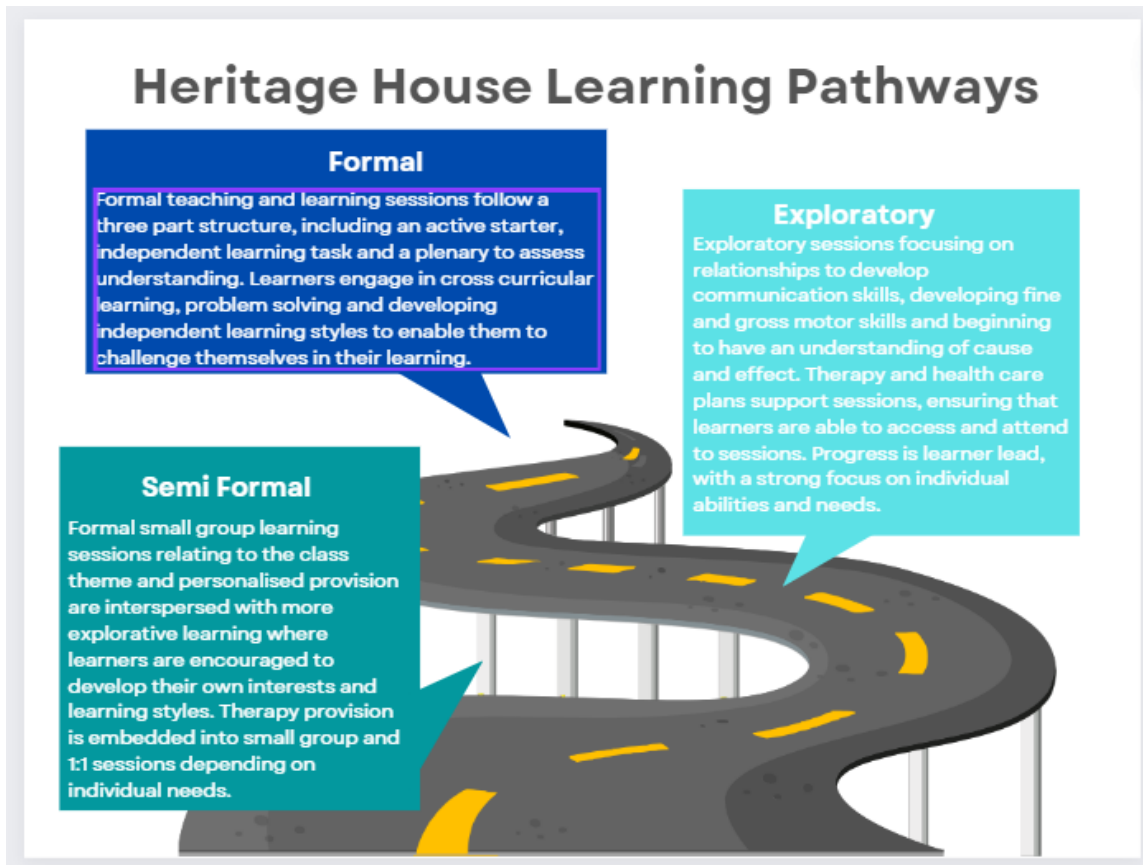 Heritage House Learning Pathways
Formal
Formal teaching and learning sessions follow a
three part structure, including an active starter,
independent learning task and a plenary to assess
understanding. Learners engage in cross curricular
learning, problem solving and developing
independent learning styles to enable them to
challenge themselves in their learning.
Exploratory
Exploratory sessions focusing on
relationships to develop
communication skills, developing fine
and gross motor skills and beginning
to have an understanding of cause
and effect. Therapy and health care
plans support sessions, ensuring that
learners are able to access and attend
to sessions. Progress is learner lead,
with a strong focus on individual
abilities and needs.
Semi Formal
Formal small group learning
sessions relating to the class
theme and personalised provision
are interspersed with more
explorative learning where
learners are encouraged to
develop their own interests and
learning styles. Therapy provision
is embedded into small group and
1:1 sessions depending on
individual needs.